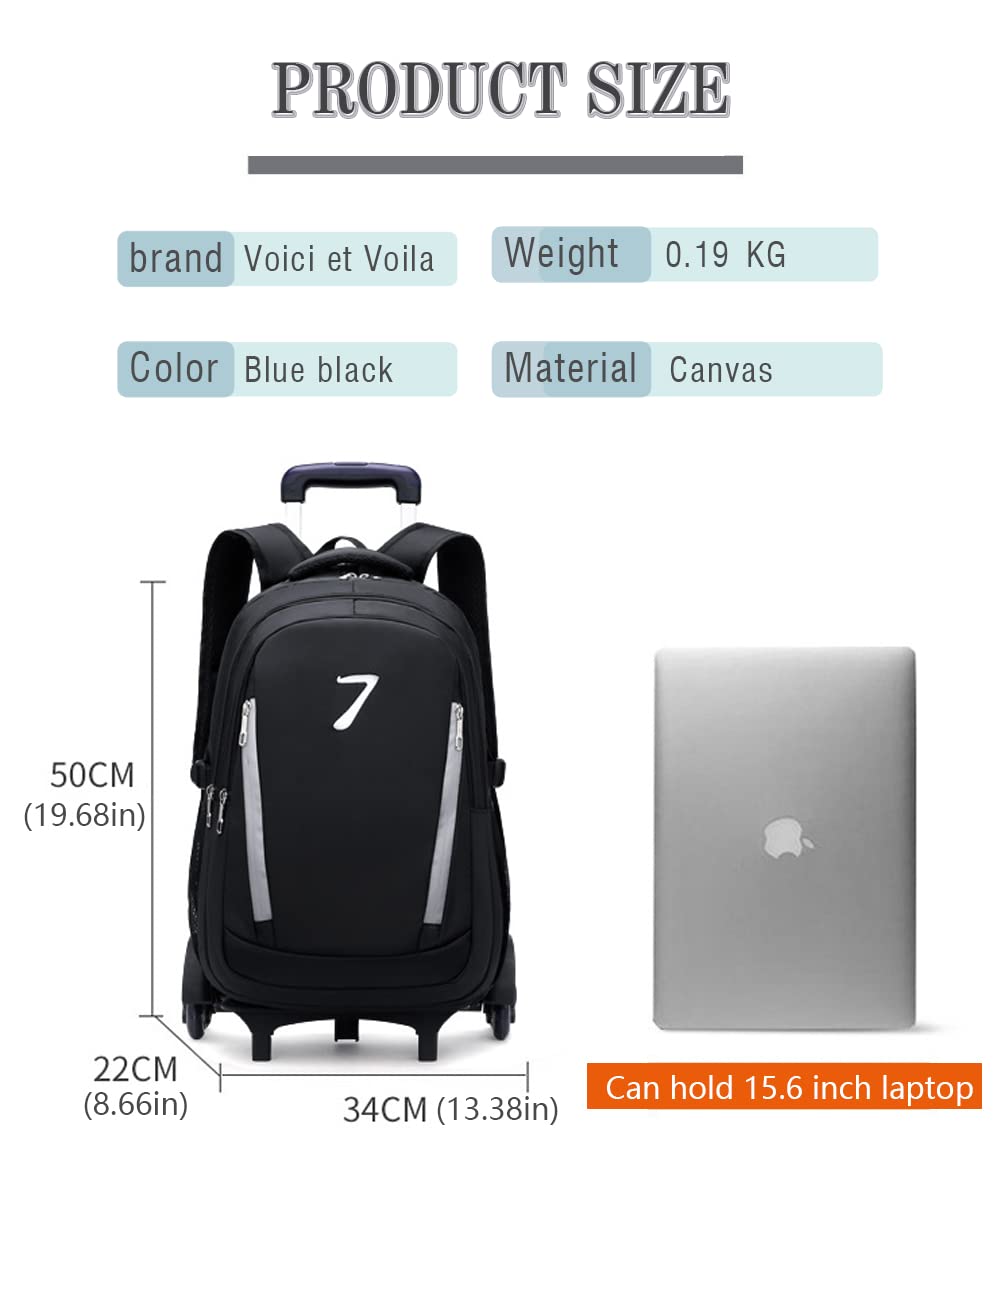 PRODUCT SIZE
brand Voici et Voila
Weight 0.19 KG
Color Blue black
Material Canvas
7
50CM
(19.68in)
22CM
(8.66in)
34CM (13.38in)
Can hold 15.6 inch laptop